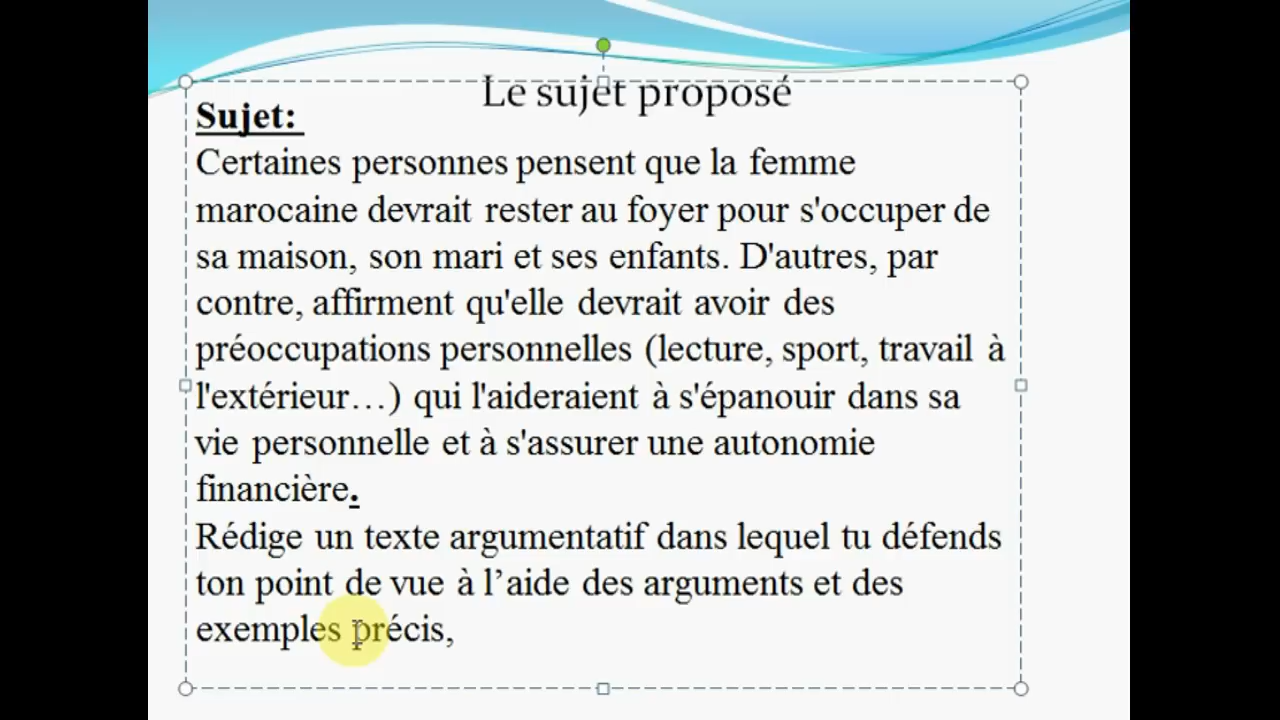 Le sujet proposé
Sujet:
Certaines personnes pensent que la femme
marocaine devrait rester au foyer pour s'occuper de
sa maison, son mari et ses enfants. D'autres, par
contre, affirment qu'elle devrait avoir des
préoccupations personnelles (lecture, sport, travail à
l'extérieur…) qui l'aideraient à s'épanouir dans sa
vie personnelle et à s'assurer une autonomie
financière.
Rédige un texte argumentatif dans lequel tu défends
ton point de vue à l’aide des arguments et des
exemples précis,